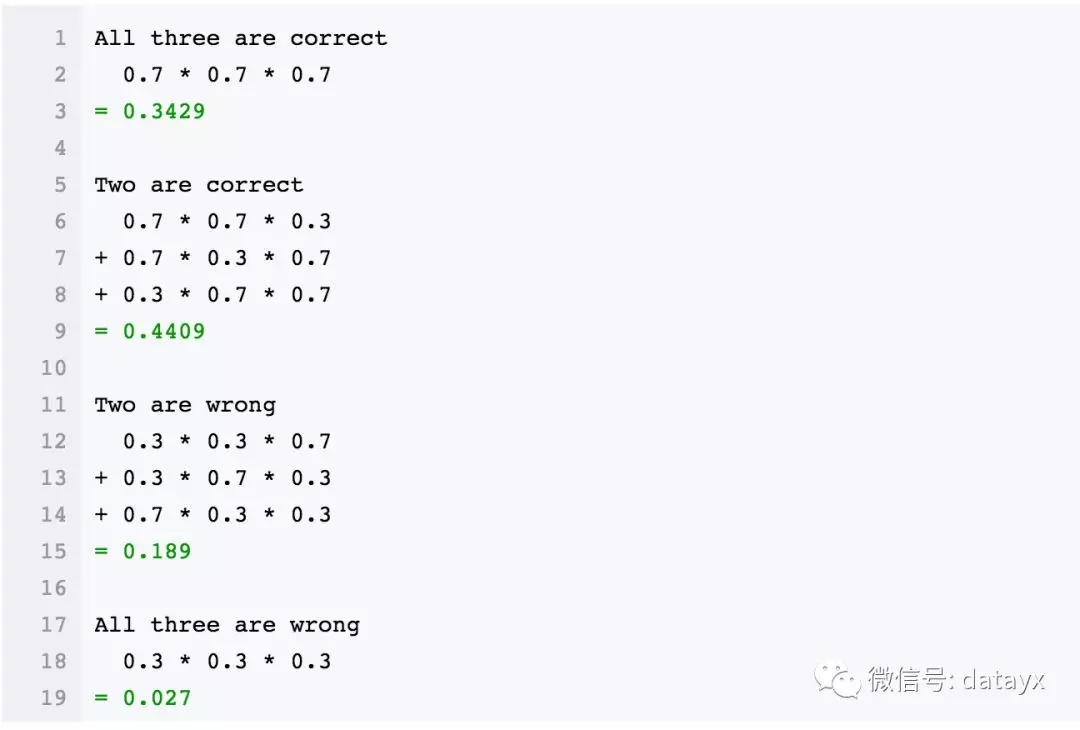 1 All three are correct
2 0.7 * 0.7 * 0.7
3 = 0.3429
4
5 Two are correct
6 0.7 * 0.7 * 0.3
7 + 0.7 * 0.3 * 0.7
8 + 0.3 * 0.7 * 0.7
9 = 0.4409
10
11 Two are wrong
12 0.3 * 0.3 * 0.7
13 + 0.3 * 0.7 * 0.3
14 + 0.7 * 0.3 * 0.3
15 = 0.189
16
17 All three are wrong
18 0.3 * 0.3 * 0.3
19 = 0.027
微信号: datayx